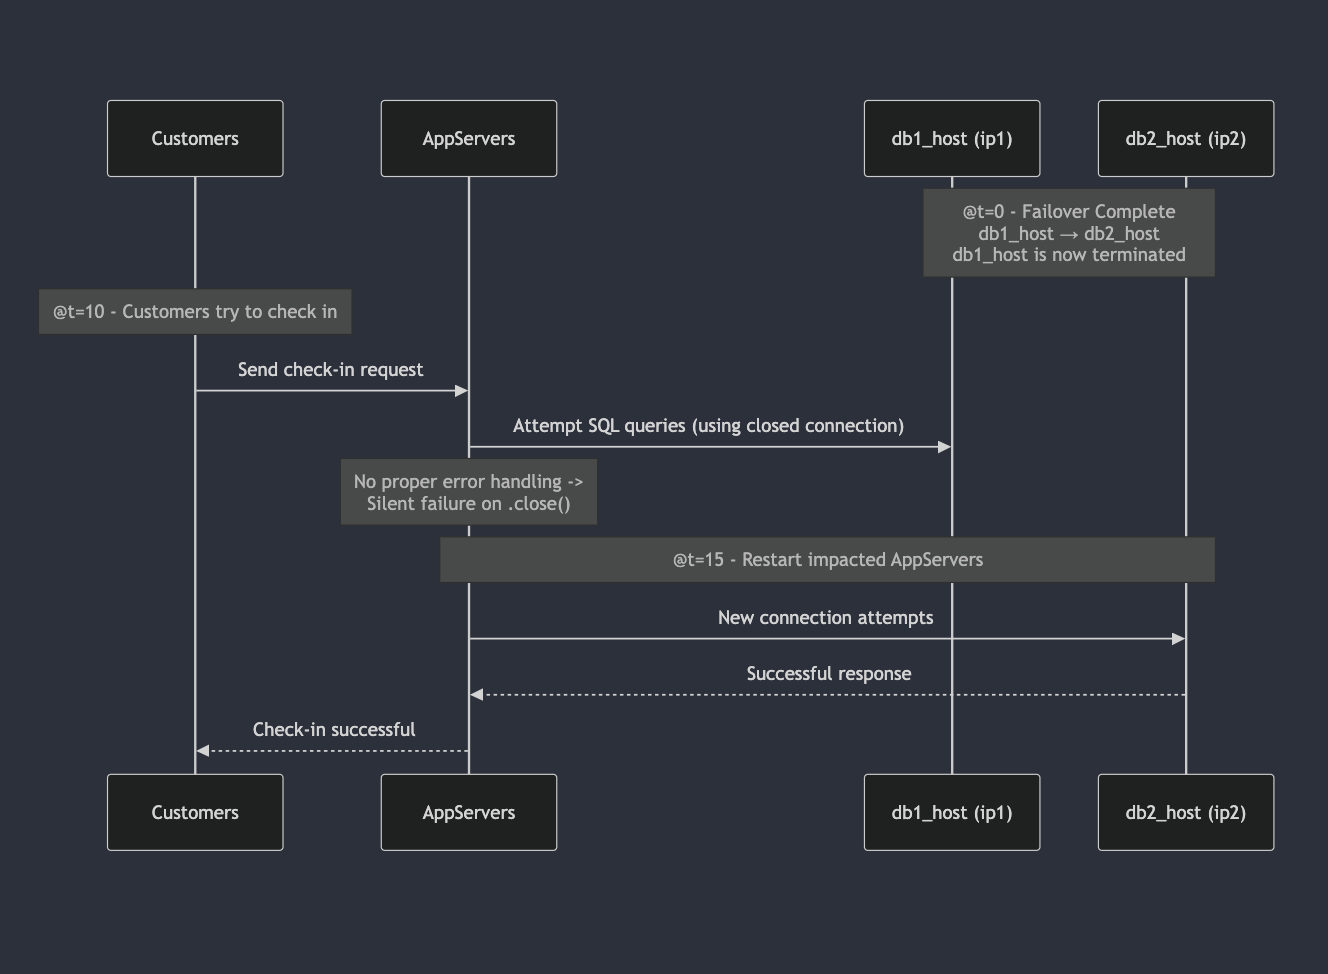 Customers
AppServers
db1_host (ip1)
db2_host (ip2)
@t=0 - Failover Complete
db1_host → db2_host
db1_host is now terminated
@t=10 - Customers try to check in
Send check-in request
Attempt SQL queries (using closed connection)
No proper error handling ->
Silent failure on .close()
@t=15 - Restart impacted AppServers
New connection attempts
Successful response
Check-in successful
Customers
AppServers
db1_host (ip1)
db2_host (ip2)